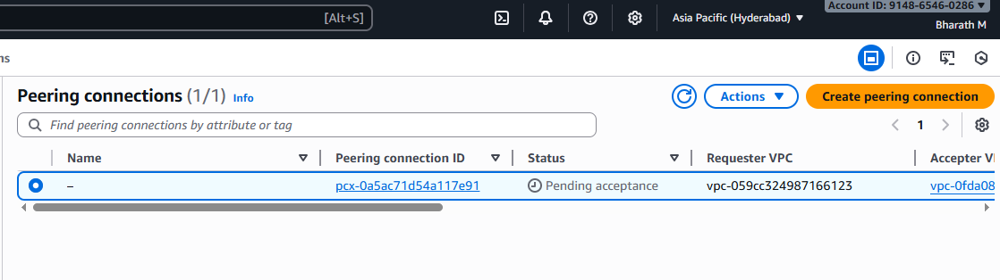 [Alt+S]
Asia Pacific (Hyderabad)
Account ID: 9148-6546-0286
Bharath M
ns
Peering connections (1/1) Info
Actions
Create peering connection
Find peering connections by attribute or tag
1
Name Peering connection ID Status Requester VPC Accepter VP
– pcx-0a5ac71d54a117e91 Pending acceptance vpc-059cc324987166123 vpc-0fda08